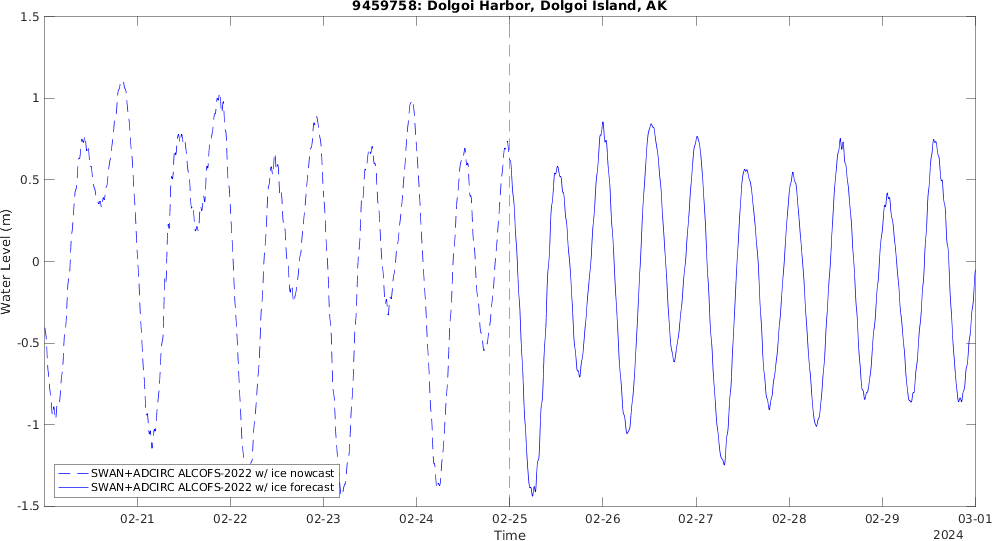 9459758: Dolgoi Harbor, Dolgoi Island, AK
1.5
1
0.5
0
-0.5
-1
-1.5
Water Level (m)
SWAN+ADCIRC ALCOFS-2022 w/ ice nowcast
SWAN+ADCIRC ALCOFS-2022 w/ ice forecast
02-21 02-22 02-23 02-24 02-25 02-26 02-27 02-28 02-29 03-01
Time
2024